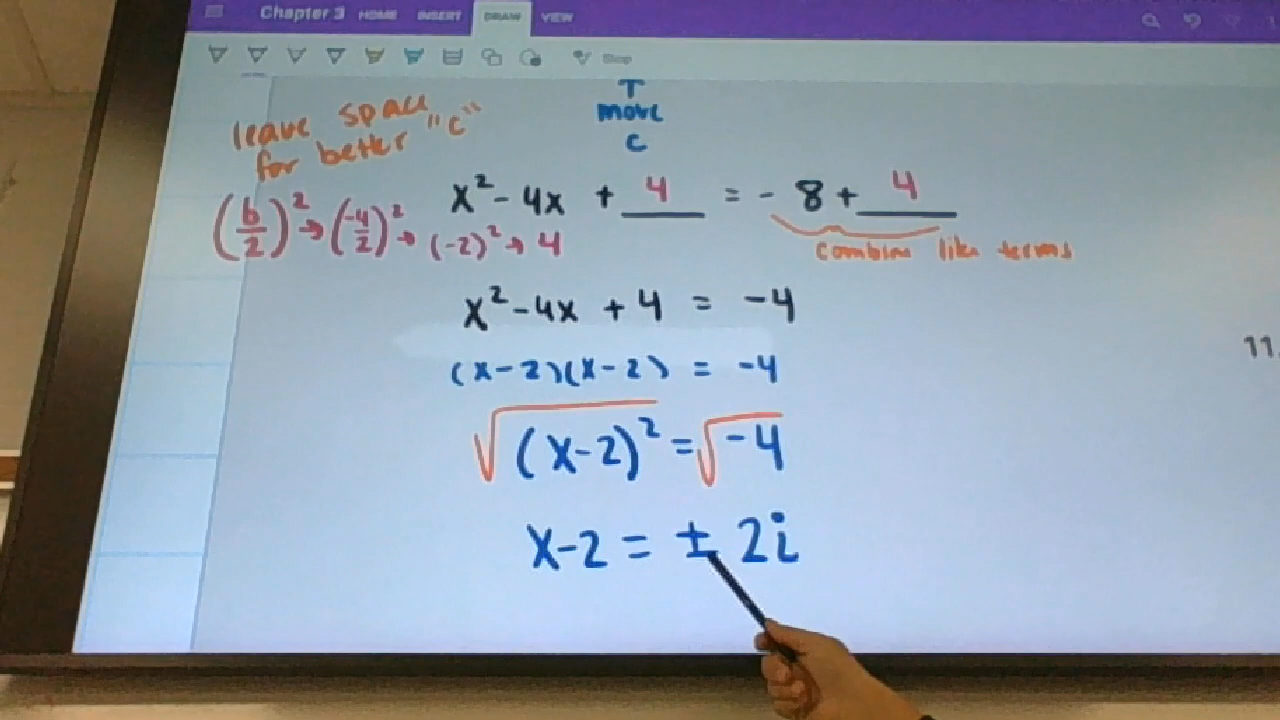 Chapter 3 HOME INSERT DRAW VIEW
Stop
T
move
C
leave space
for better "c"
x² - 4x + 4 = - 8 + 4
combine like terms
(b/2)² → (-4/2)² → (-2)² → 4
x² - 4x + 4 = -4
(x-2)(x-2) = -4
√(x-2)² = √-4
x-2 = ± 2i
11.